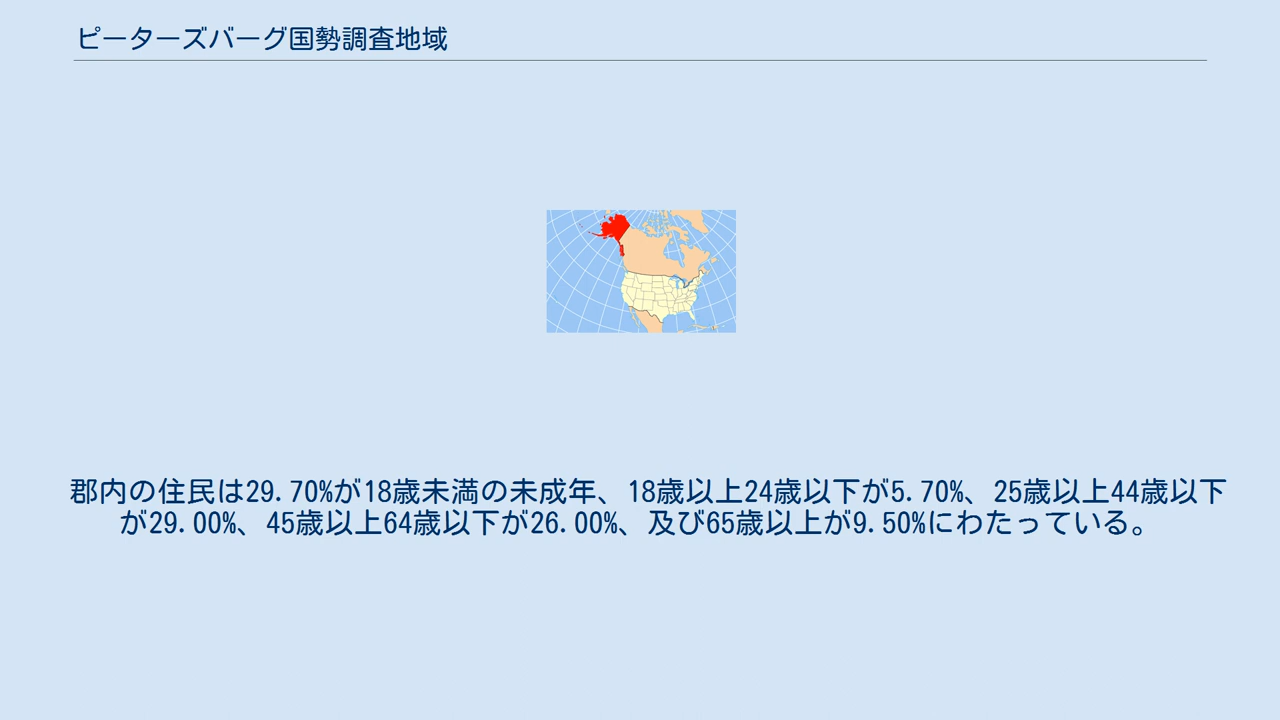 ピーターズバーグ国勢調査地域
郡内の住民は29.70%が18歳未満の未成年、18歳以上24歳以下が5.70%、25歳以上44歳以下
が29.00%、45歳以上64歳以下が26.00%、及び65歳以上が9.50%にわたっている。